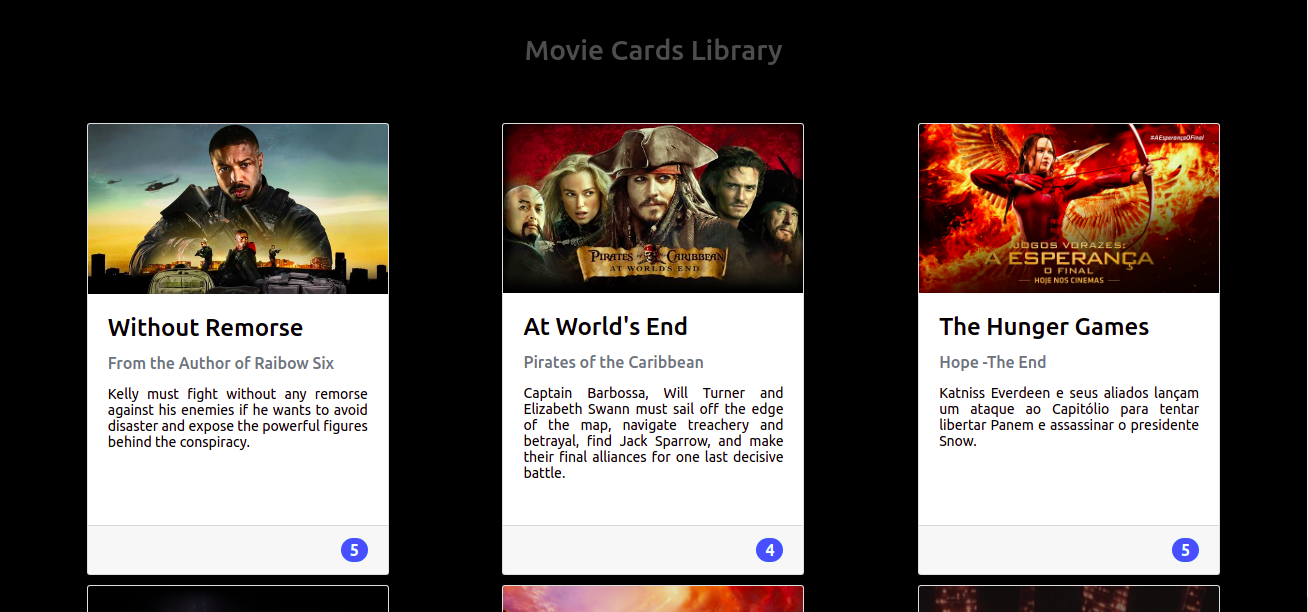 Movie Cards Library
#AEsperançaOFinal
PIRATES of the CARIBBEAN
AT WORLD'S END
JOGOS VORAZES:
A ESPERANÇA
O FINAL
HOJE NOS CINEMAS
Without Remorse
From the Author of Raibow Six
Kelly must fight without any remorse
against his enemies if he wants to avoid
disaster and expose the powerful figures
behind the conspiracy.
5
At World's End
Pirates of the Caribbean
Captain Barbossa, Will Turner and
Elizabeth Swann must sail off the edge
of the map, navigate treachery and
betrayal, find Jack Sparrow, and make
their final alliances for one last decisive
battle.
4
The Hunger Games
Hope -The End
Katniss Everdeen e seus aliados lançam
um ataque ao Capitólio para tentar
libertar Panem e assassinar o presidente
Snow.
5